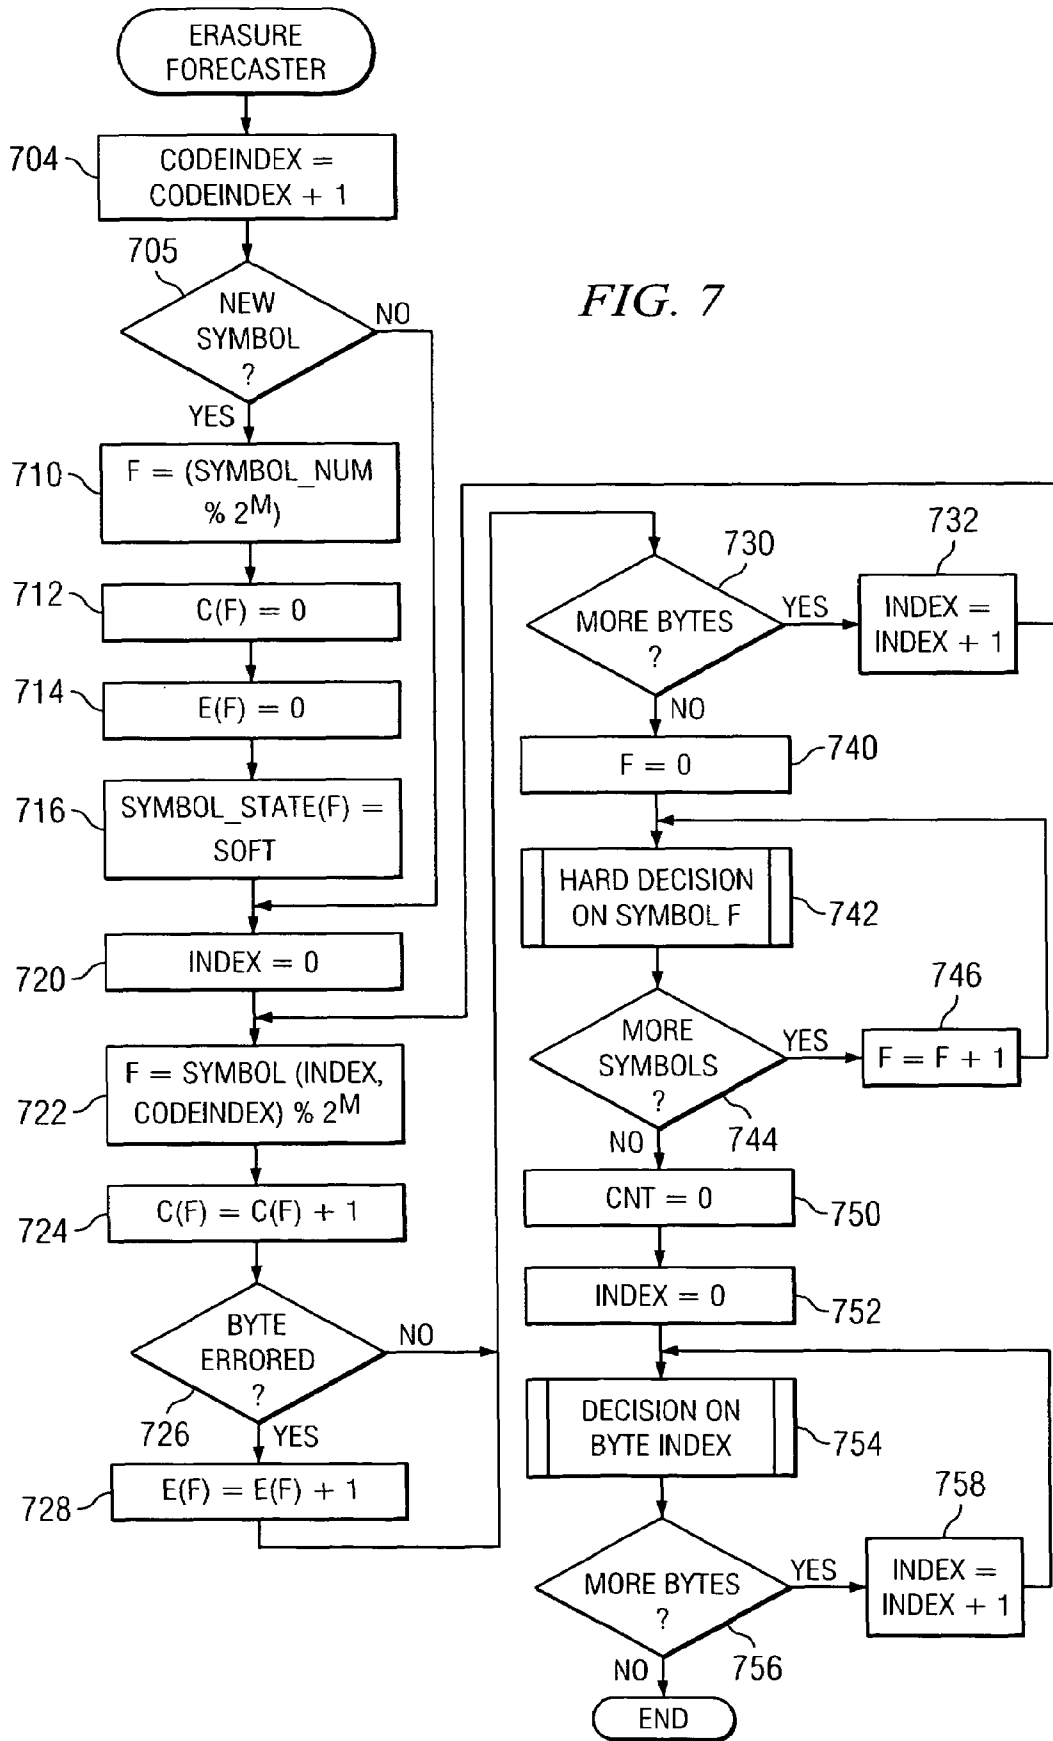 ERASURE
FORECASTER
704
CODEINDEX =
CODEINDEX + 1
705
NEW
SYMBOL
?
NO
YES
FIG. 7
710
F = (SYMBOL_NUM
% 2^M)
712
C(F) = 0
714
E(F) = 0
716
SYMBOL_STATE(F) =
SOFT
720
INDEX = 0
722
F = SYMBOL (INDEX,
CODEINDEX) % 2^M
724
C(F) = C(F) + 1
BYTE
ERRORED
?
NO
726
YES
728
E(F) = E(F) + 1
730
MORE BYTES
?
YES
732
INDEX =
INDEX + 1
NO
F = 0
740
HARD DECISION
ON SYMBOL F
742
MORE
SYMBOLS
?
YES
746
F = F + 1
744
NO
CNT = 0
750
INDEX = 0
752
DECISION ON
BYTE INDEX
754
MORE BYTES
?
YES
758
INDEX =
INDEX + 1
756
NO
END